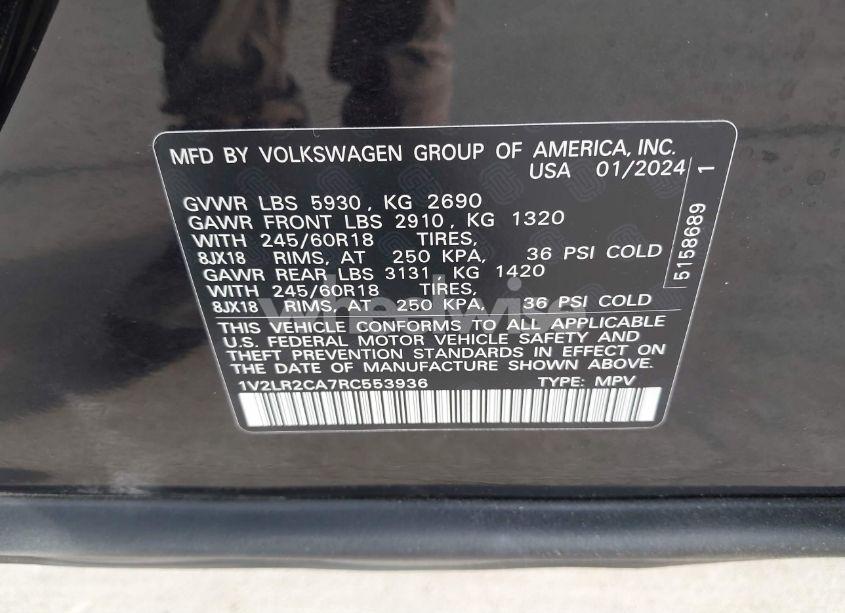 MFD BY VOLKSWAGEN GROUP OF AMERICA, INC.
USA 01/2024
GVWR LBS 5930, KG 2690
GAWR FRONT LBS 2910, KG 1320
WITH 245/60R18 TIRES,
8JX18 RIMS, AT 250 KPA, 36 PSI COLD
GAWR REAR LBS 3131, KG 1420
WITH 245/60R18 TIRES,
8JX18 RIMS, AT 250 KPA, 36 PSI COLD
THIS VEHICLE CONFORMS TO ALL APPLICABLE
U.S. FEDERAL MOTOR VEHICLE SAFETY AND
THEFT PREVENTION STANDARDS IN EFFECT ON
THE DATE OF MANUFACTURE SHOWN ABOVE.
1V2LR2CA7RC553936 TYPE: MPV
5158689 1
wheelwise